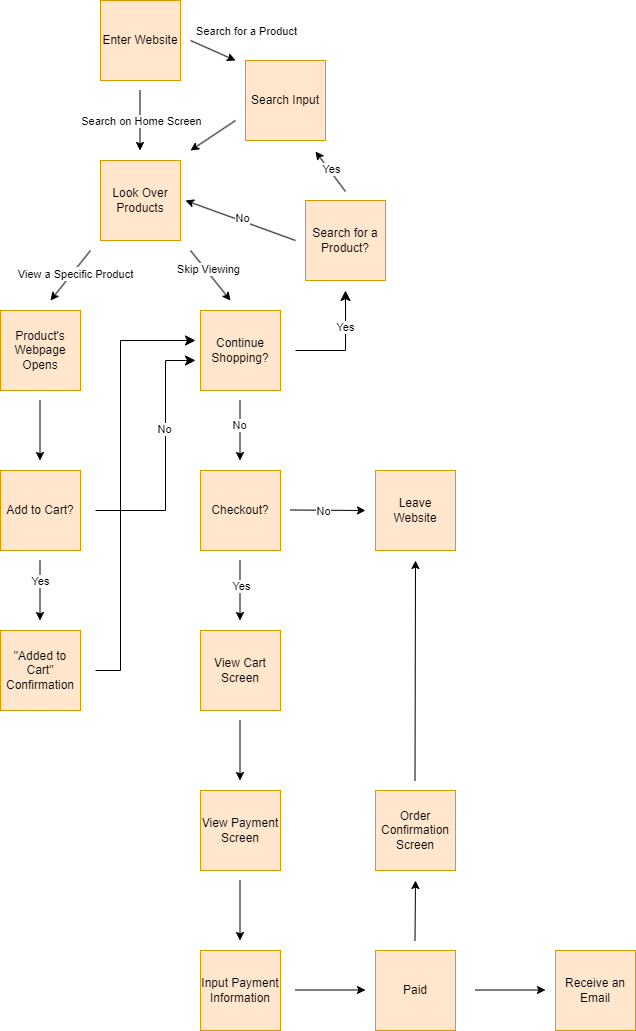 Enter Website
Search for a Product
Search Input
Search on Home Screen
Yes
Look Over
Products
No
Search for a
Product?
View a Specific Product
Skip Viewing
Product's
Webpage
Opens
Continue
Shopping?
Yes
No
No
Add to Cart?
Checkout?
No
Leave
Website
Yes
Yes
"Added to
Cart"
Confirmation
View Cart
Screen
View Payment
Screen
Order
Confirmation
Screen
Input Payment
Information
Paid
Receive an
Email